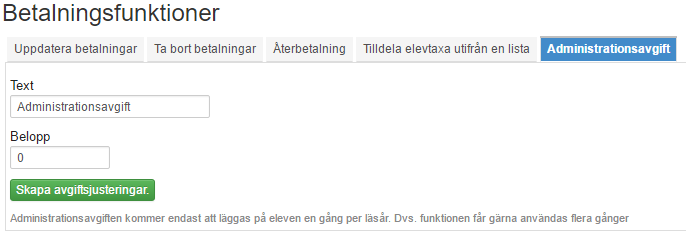 Betalningsfunktioner
Uppdatera betalningar Ta bort betalningar Återbetalning Tilldela elevtaxa utifrån en lista Administrationsavgift
Text
Administrationsavgift
Belopp
0
Skapa avgiftsjusteringar.
Administrationsavgiften kommer endast att läggas på eleven en gång per läsår. Dvs. funktionen får gärna användas flera gånger